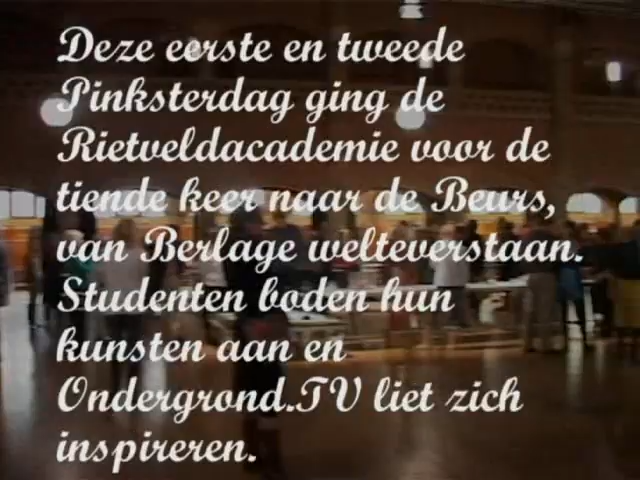 Deze eerste en tweede
Pinksterdag ging de
Rietveldacademie voor de
tiende keer naar de Beurs,
van Berlage welteverstaan.
Studenten boden hun
kunsten aan en
Ondergrond.TV liet zich
inspireren.